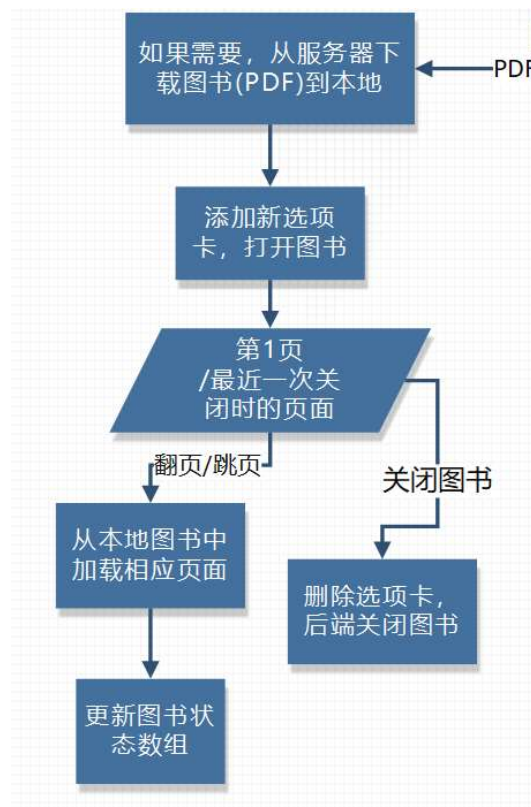 如果需要，从服务器下
载图书(PDF)到本地
PDF
添加新选项
卡，打开图书
第1页
/最近一次关
闭时的页面
翻页/跳页
关闭图书
从本地图书中
加载相应页面
删除选项卡，
后端关闭图书
更新图书状
态数组